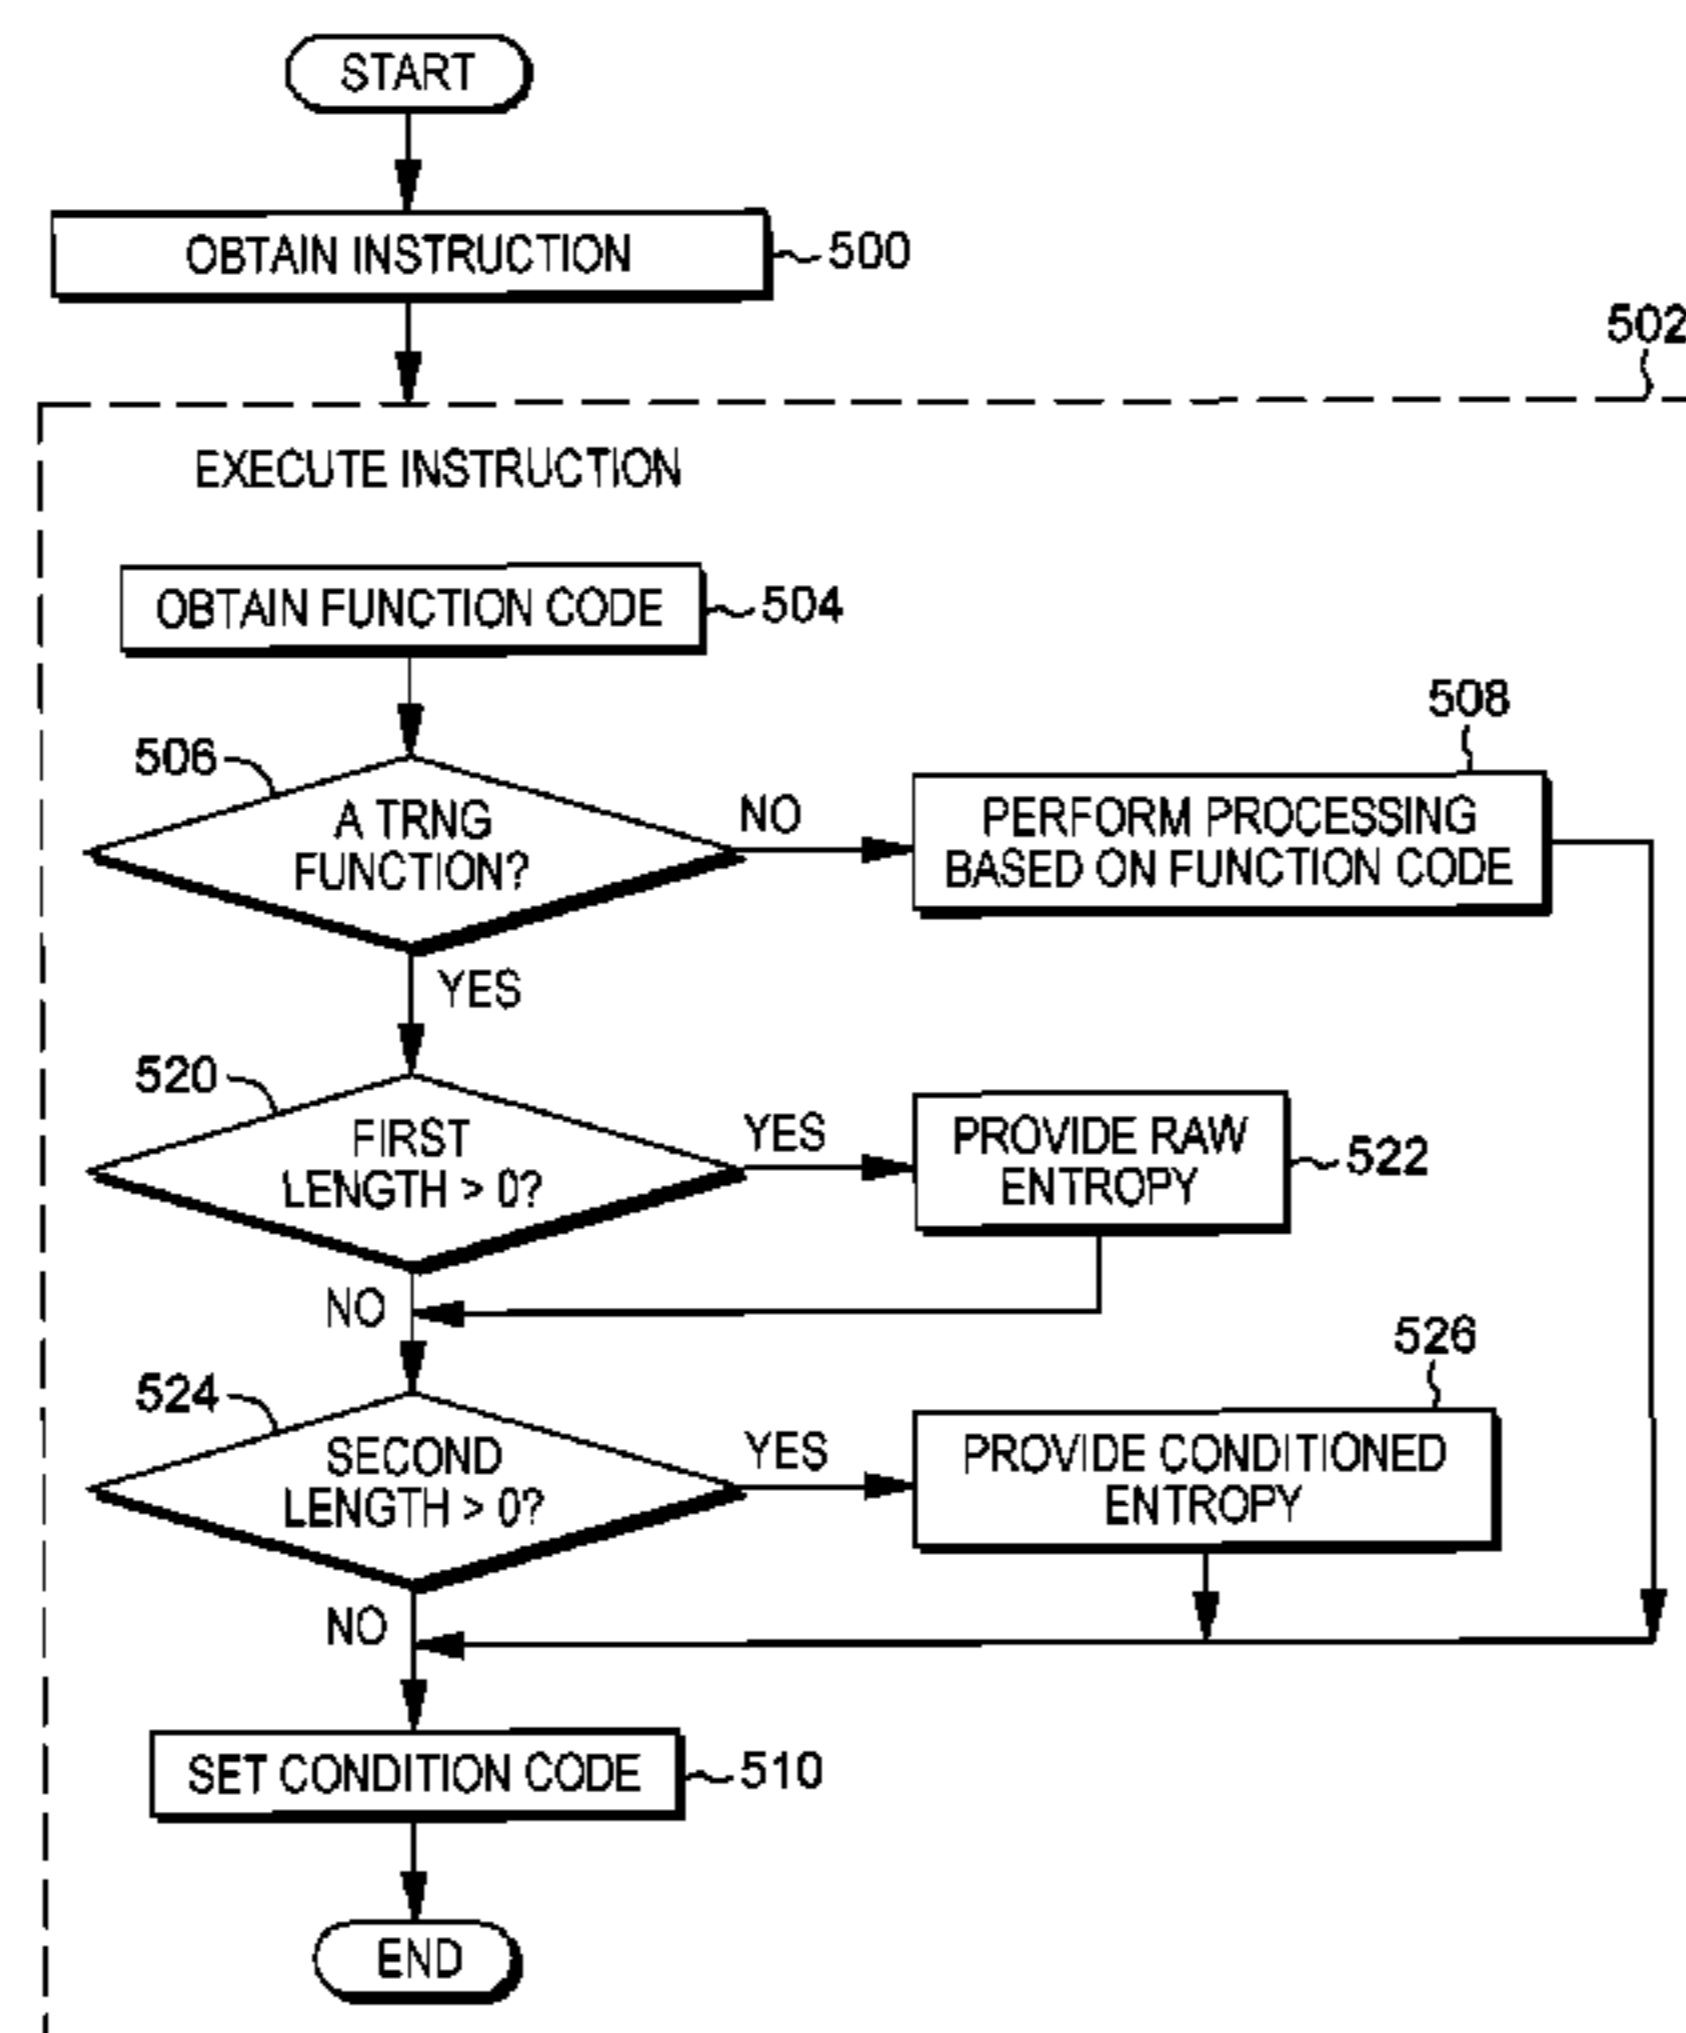 START
OBTAIN INSTRUCTION
500
502
EXECUTE INSTRUCTION
OBTAIN FUNCTION CODE
504
506
A TRNG
FUNCTION?
NO
508
PERFORM PROCESSING
BASED ON FUNCTION CODE
YES
520
FIRST
LENGTH > 0?
YES
PROVIDE RAW
ENTROPY
522
NO
524
SECOND
LENGTH > 0?
YES
526
PROVIDE CONDITIONED
ENTROPY
NO
SET CONDITION CODE
510
END